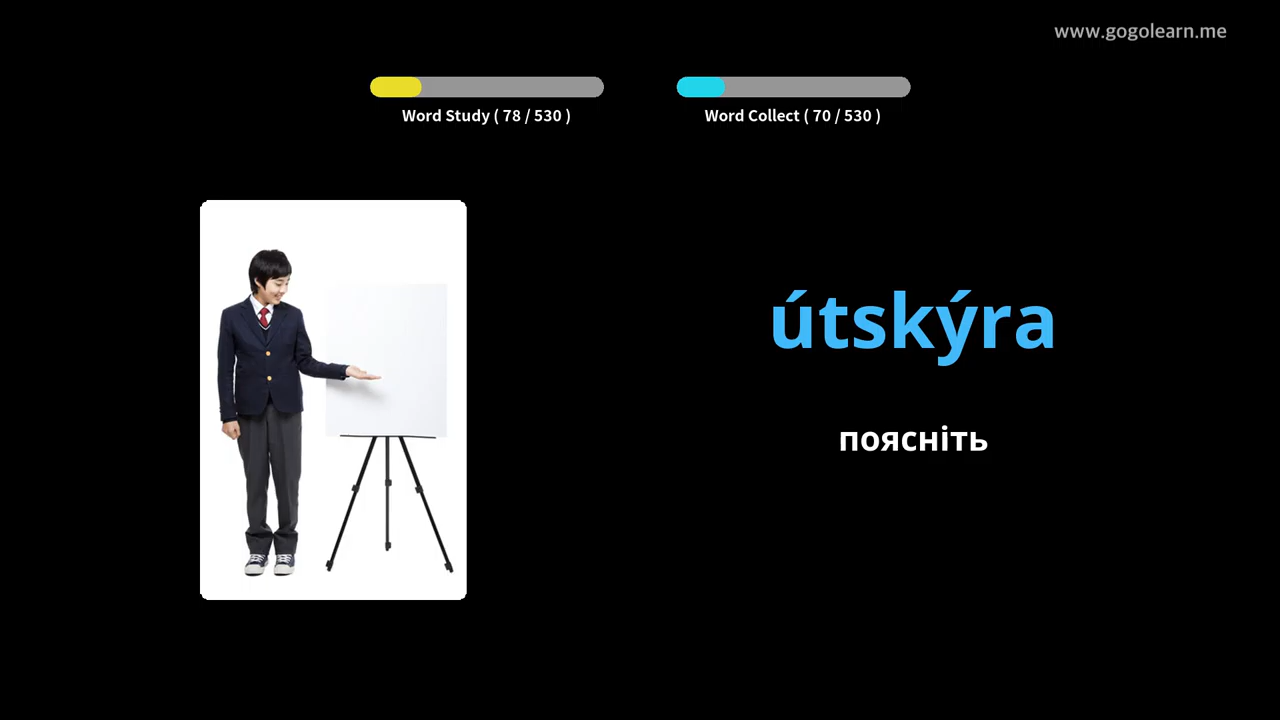 www.gogolearn.me
Word Study ( 78 / 530 )
Word Collect ( 70 / 530 )
útskýra
поясніть